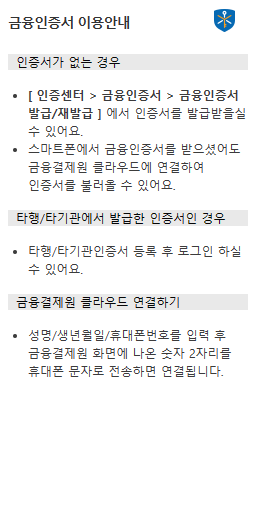 금융인증서 이용안내
인증서가 없는 경우
• [ 인증센터 > 금융인증서 > 금융인증서
발급/재발급 ] 에서 인증서를 발급받을실
수 있어요.
• 스마트폰에서 금융인증서를 받으셨어도
금융결제원 클라우드에 연결하여
인증서를 불러올 수 있어요.
타행/타기관에서 발급한 인증서인 경우
• 타행/타기관인증서 등록 후 로그인 하실
수 있어요.
금융결제원 클라우드 연결하기
• 성명/생년월일/휴대폰번호를 입력 후
금융결제원 화면에 나온 숫자 2자리를
휴대폰 문자로 전송하면 연결됩니다.